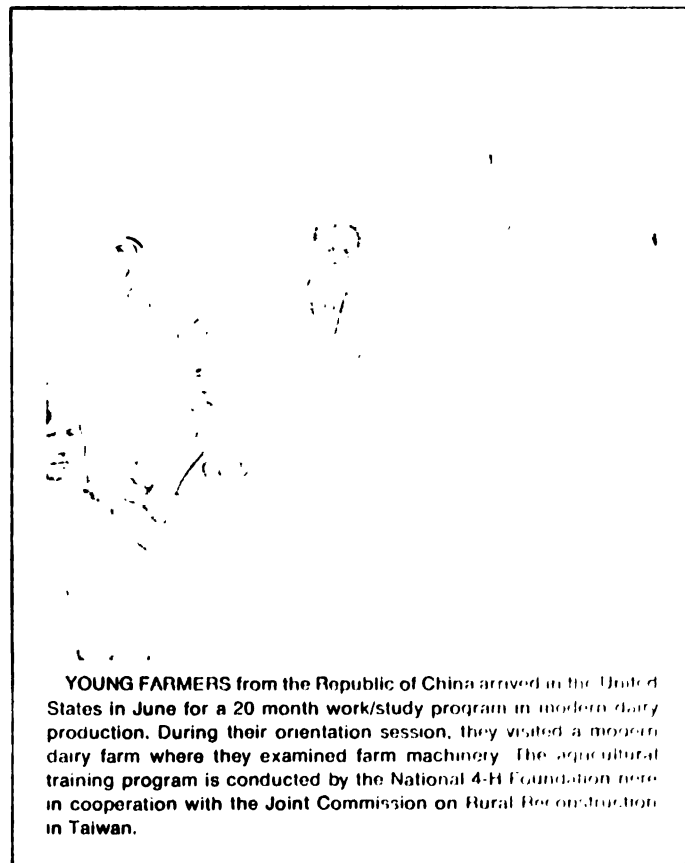 YOUNG FARMERS from the Republic of China arrived in the United
States in June for a 20 month work/study program in modern dairy
production. During their orientation session, they visited a modern
dairy farm where they examined farm machinery. The agricultural
training program is conducted by the National 4-H Foundation here
in cooperation with the Joint Commission on Rural Reconstruction
in Taiwan.